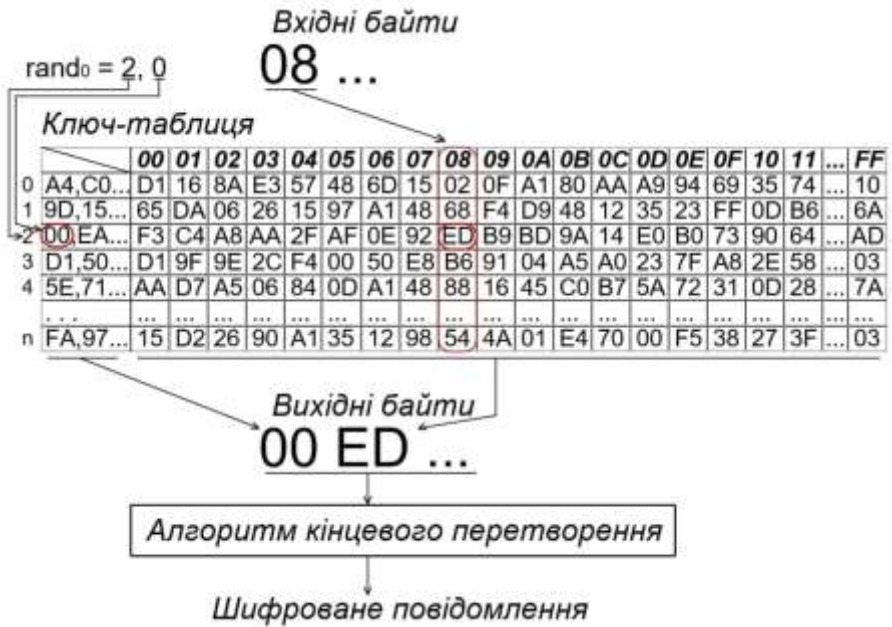 Вхідні байти
rand₀ = 2, 0
08 ...
Ключ-таблиця
00 01 02 03 04 05 06 07 08 09 0A 0B 0C 0D 0E 0F 10 11 ... FF
0 A4,C0... D1 16 8A E3 57 48 6D 15 02 0F A1 80 AA A9 94 69 35 74 ... 10
1 9D,15... 65 DA 06 26 15 97 A1 48 68 F4 D9 48 12 35 23 FF 0D B6 ... 6A
2 00,EA... F3 C4 A8 AA 2F AF 0E 92 ED B9 BD 9A 14 E0 B0 73 90 64 ... AD
3 D1,50... D1 9F 9E 2C F4 00 50 E8 B6 91 04 A5 A0 23 7F A8 2E 58 ... 03
4 5E,71... AA D7 A5 06 84 0D A1 48 88 16 45 C0 B7 5A 72 31 0D 28 ... 7A
. . . ... ... ... ... ... ... ... ... ... ... ... ... ... ... ... ... ... ... ... ...
n FA,97... 15 D2 26 90 A1 35 12 98 54 4A 01 E4 70 00 F5 38 27 3F ... 03
Вихідні байти
00 ED ...
Алгоритм кінцевого перетворення
Шифроване повідомлення